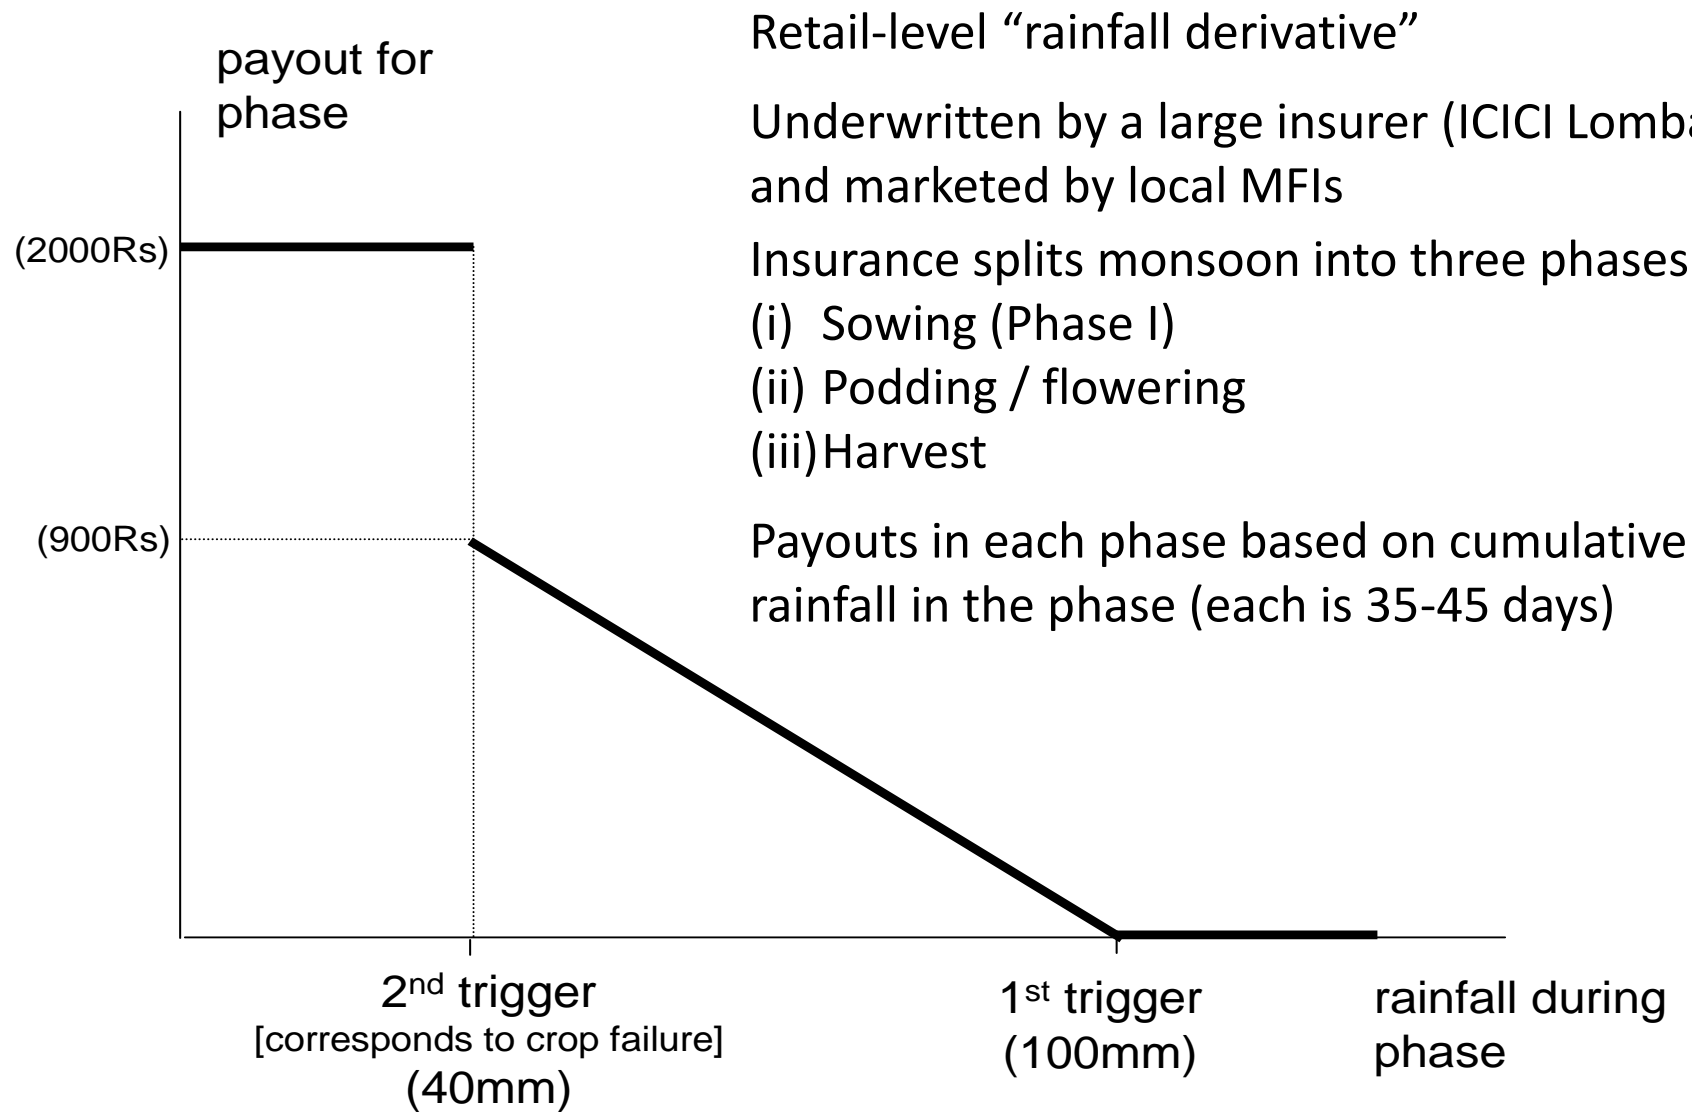 payout for
phase
(2000Rs)
(900Rs)
2nd trigger
[corresponds to crop failure]
(40mm)
1st trigger
(100mm)
rainfall during
phase
Retail-level “rainfall derivative”
Underwritten by a large insurer (ICICI
and marketed by local MFIs
Insurance splits monsoon into three phases
(i) Sowing (Phase I)
(ii) Podding / flowering
(iii) Harvest
Payouts in each phase based on cumulative
rainfall in the phase (each is 35-45 days)